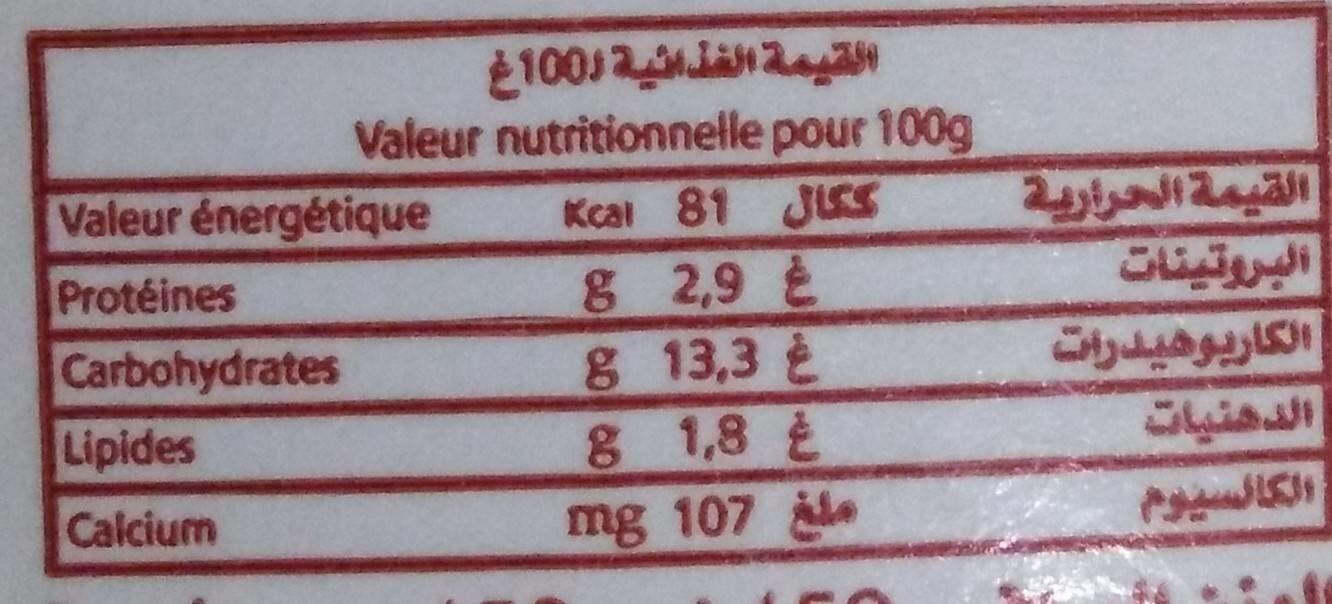 القيمة الغذائية لـ100غ
Valeur nutritionnelle pour 100g
Valeur énergétique Kcal 81 ككال القيمة الحرارية
Protéines g 2,9 غ البروتينات
Carbohydrates g 13,3 غ الكاربوهيدرات
Lipides g 1,8 غ الدهنيات
Calcium mg 107 ملغ الكالسيوم